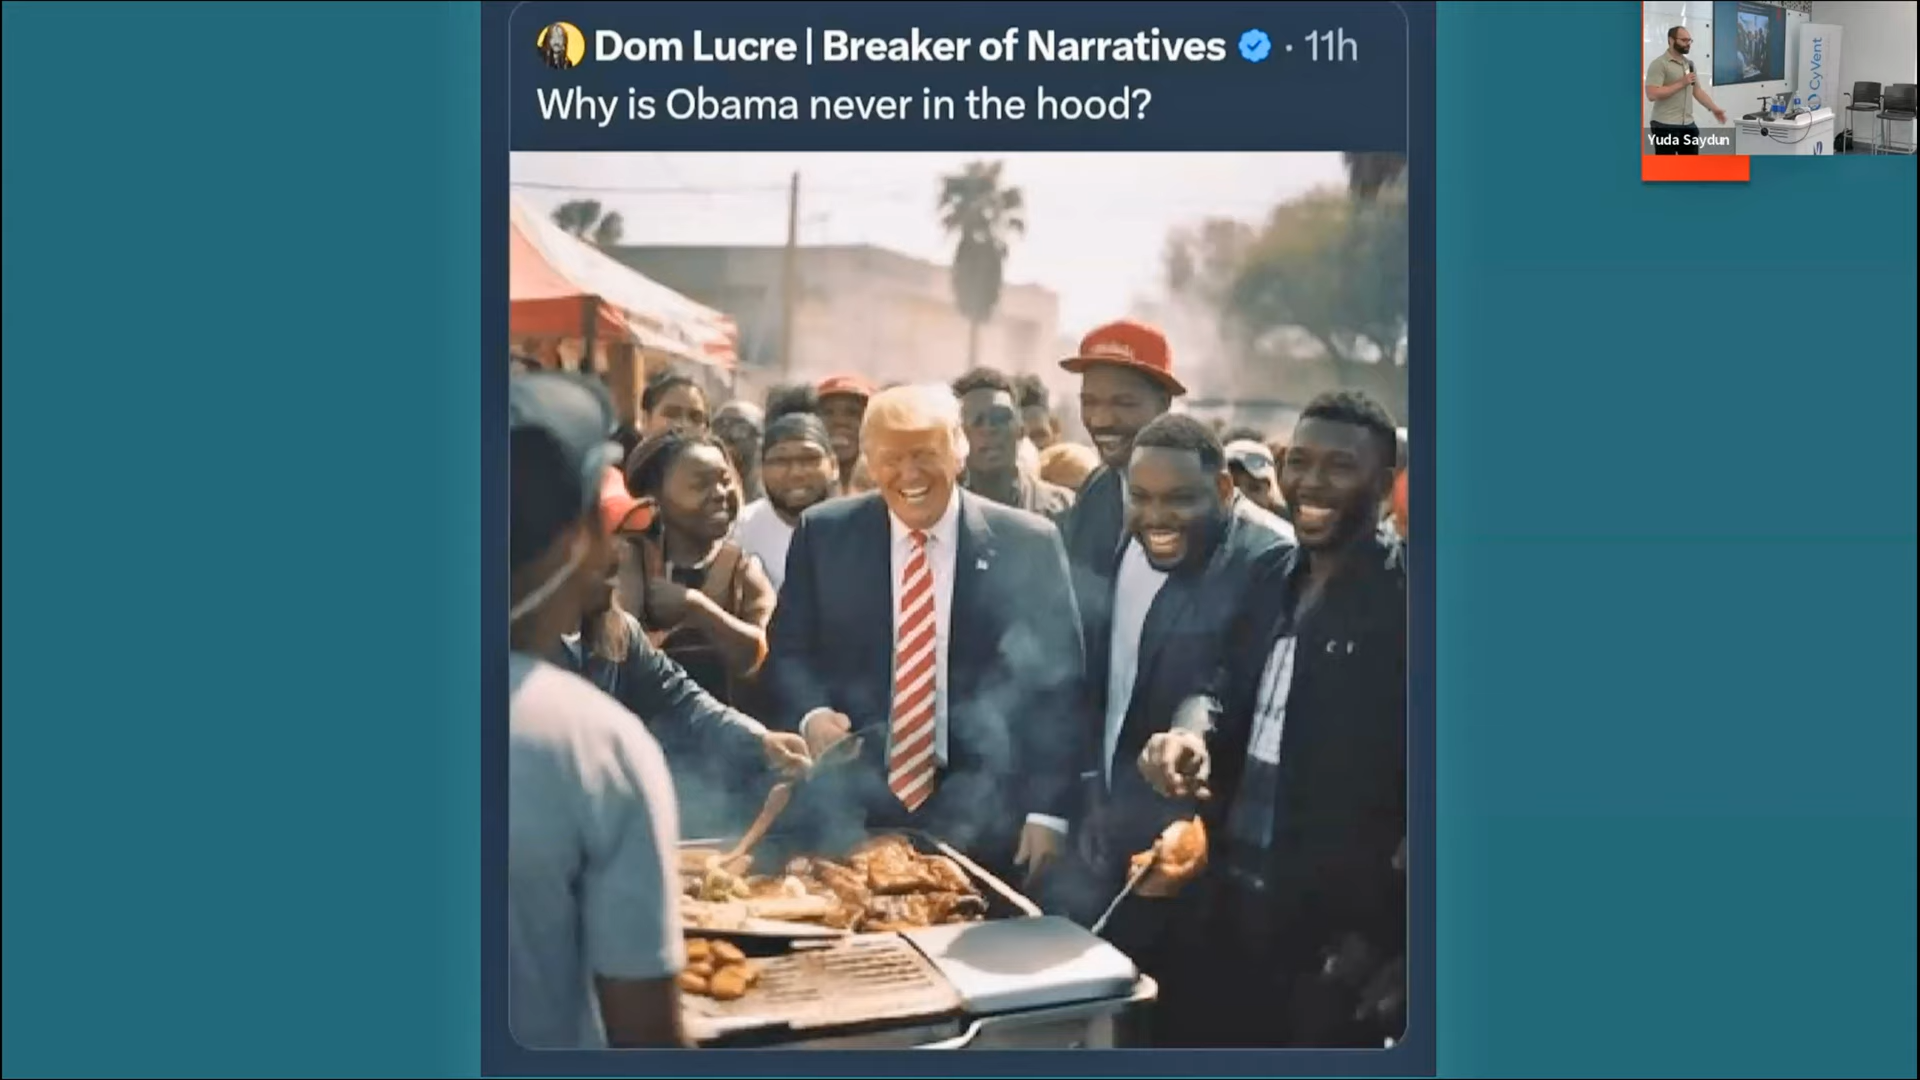 Dom Lucre | Breaker of Narratives · 11h
Why is Obama never in the hood?
Yuda Saydun
CyVent